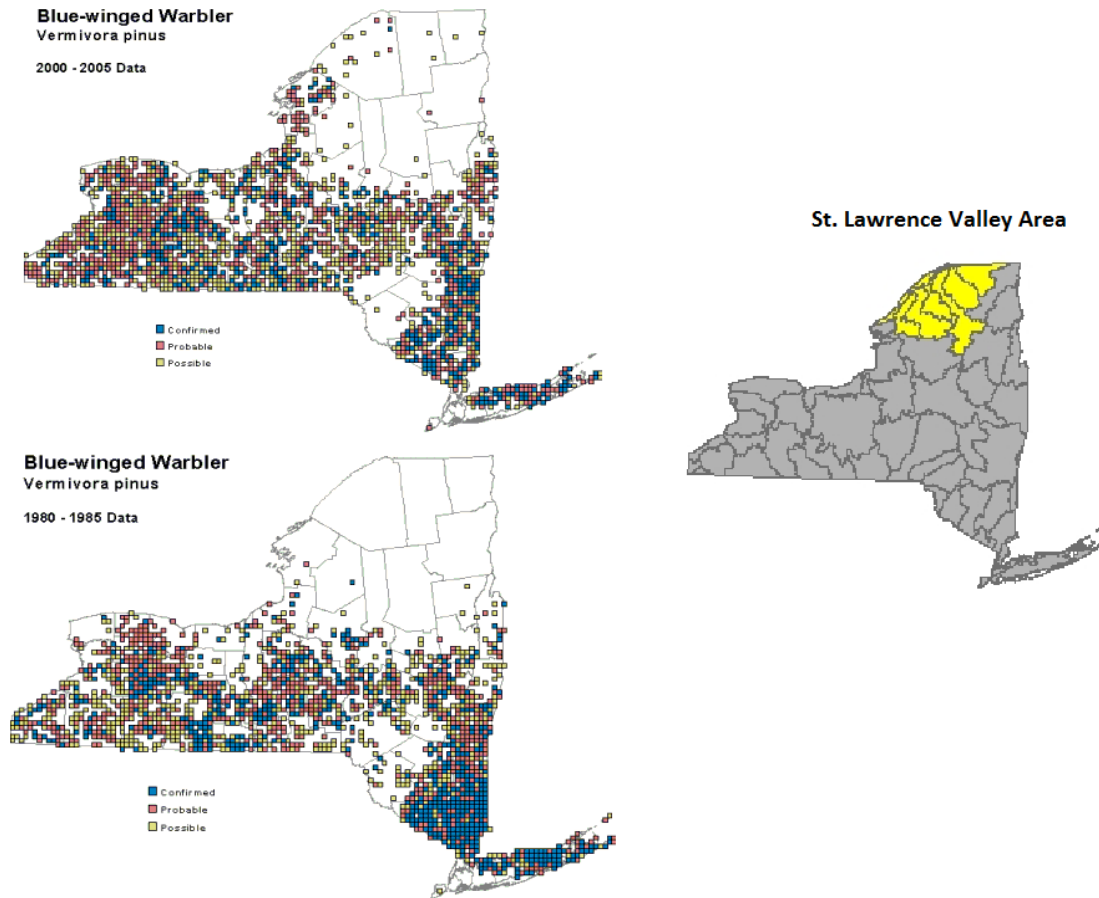 Blue-winged Warbler
Vermivora pinus
2000 - 2005 Data
Confirmed
Probable
Possible
St. Lawrence Valley Area
Blue-winged Warbler
Vermivora pinus
1980 - 1985 Data
Confirmed
Probable
Possible